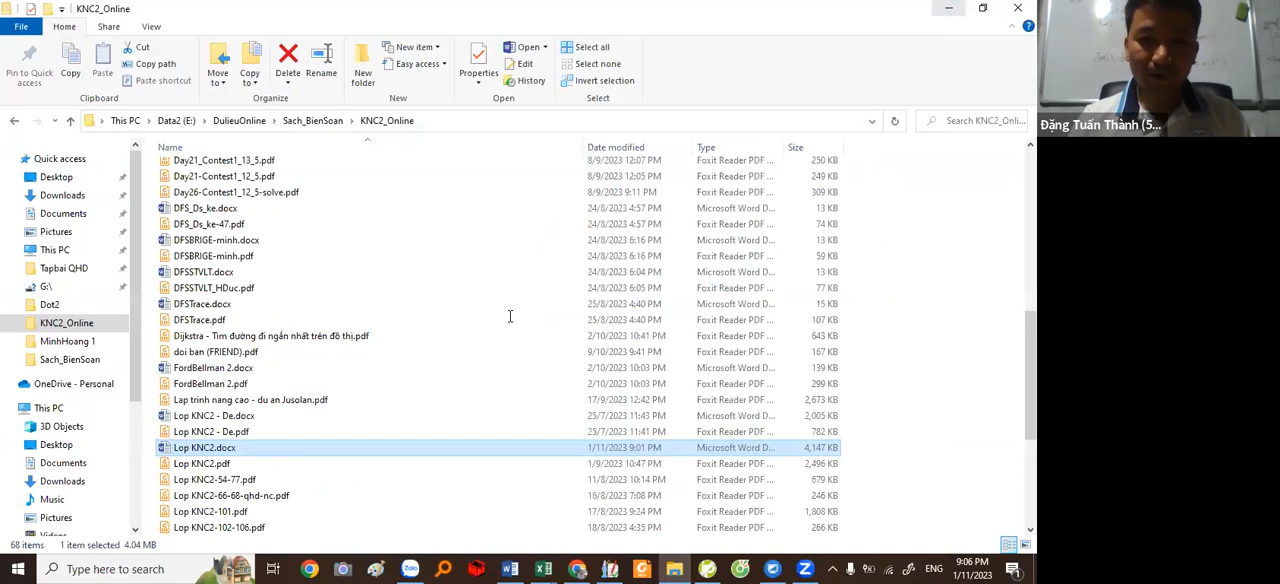 KNC2_Online
File
Home
Share
View
Pin to Quick access
Copy
Paste
Cut
Copy path
Paste shortcut
Clipboard
Move to
Copy to
Delete
Rename
Organize
New folder
New item
Easy access
New
Properties
Open
Edit
History
Open
Select all
Select none
Invert selection
Select
This PC > Data2 (E:) > DulieuOnline > Sach_BienSoan > KNC2_Online
Search KNC2_Onli...
Name Date modified Type Size
Day21_Contest1_13_5.pdf 8/9/2023 12:07 PM Foxit Reader PDF ... 250 KB
Day21-Contest1_12_5.pdf 8/9/2023 12:05 PM Foxit Reader PDF ... 249 KB
Day26-Contest1_12_5-solve.pdf 8/9/2023 9:11 PM Foxit Reader PDF ... 309 KB
DFS_Ds_ke.docx 24/8/2023 4:57 PM Microsoft Word D... 13 KB
DFS_Ds_ke-47.pdf 24/8/2023 4:57 PM Foxit Reader PDF ... 74 KB
DFSBRIGE-minh.docx 24/8/2023 6:16 PM Microsoft Word D... 13 KB
DFSBRIGE-minh.pdf 24/8/2023 6:16 PM Foxit Reader PDF ... 59 KB
DFSSTVLT.docx 24/8/2023 6:04 PM Microsoft Word D... 13 KB
DFSSTVLT_HDuc.pdf 24/8/2023 6:05 PM Foxit Reader PDF ... 77 KB
DFSTrace.docx 25/8/2023 4:40 PM Microsoft Word D... 15 KB
DFSTrace.pdf 25/8/2023 4:40 PM Foxit Reader PDF ... 107 KB
Dijkstra - Tìm đường đi ngắn nhất trên đồ thị.pdf 2/10/2023 10:41 PM Foxit Reader PDF ... 643 KB
doi ban (FRIEND).pdf 9/10/2023 9:41 PM Foxit Reader PDF ... 167 KB
FordBellman 2.docx 2/10/2023 10:03 PM Microsoft Word D... 139 KB
FordBellman 2.pdf 2/10/2023 10:03 PM Foxit Reader PDF ... 299 KB
Lap trinh nang cao - du an Jusolan.pdf 17/9/2023 12:42 PM Foxit Reader PDF ... 2,673 KB
Lop KNC2 - De.docx 25/7/2023 11:43 PM Microsoft Word D... 2,005 KB
Lop KNC2 - De.pdf 25/7/2023 11:41 PM Foxit Reader PDF ... 782 KB
Lop KNC2.docx 1/11/2023 9:01 PM Microsoft Word D... 4,147 KB
Lop KNC2.pdf 1/9/2023 10:47 PM Foxit Reader PDF ... 2,496 KB
Lop KNC2-54-77.pdf 11/8/2023 10:14 PM Foxit Reader PDF ... 679 KB
Lop KNC2-66-68-qhd-nc.pdf 16/8/2023 7:08 PM Foxit Reader PDF ... 246 KB
Lop KNC2-101.pdf 17/8/2023 9:24 PM Foxit Reader PDF ... 1,808 KB
Lop KNC2-102-106.pdf 18/8/2023 4:35 PM Foxit Reader PDF ... 266 KB
Quick access
Desktop
Downloads
Documents
Pictures
This PC
Tapbai QHD
G:\
Dot2
KNC2_Online
MinhHoang 1
Sach_BienSoan
OneDrive - Personal
This PC
3D Objects
Desktop
Documents
Downloads
Music
Pictures
68 items 1 item selected 4.04 MB
Type here to search
Zalo
ENG
9:06 PM
1/11/2023
Đặng Tuấn Thành (5...